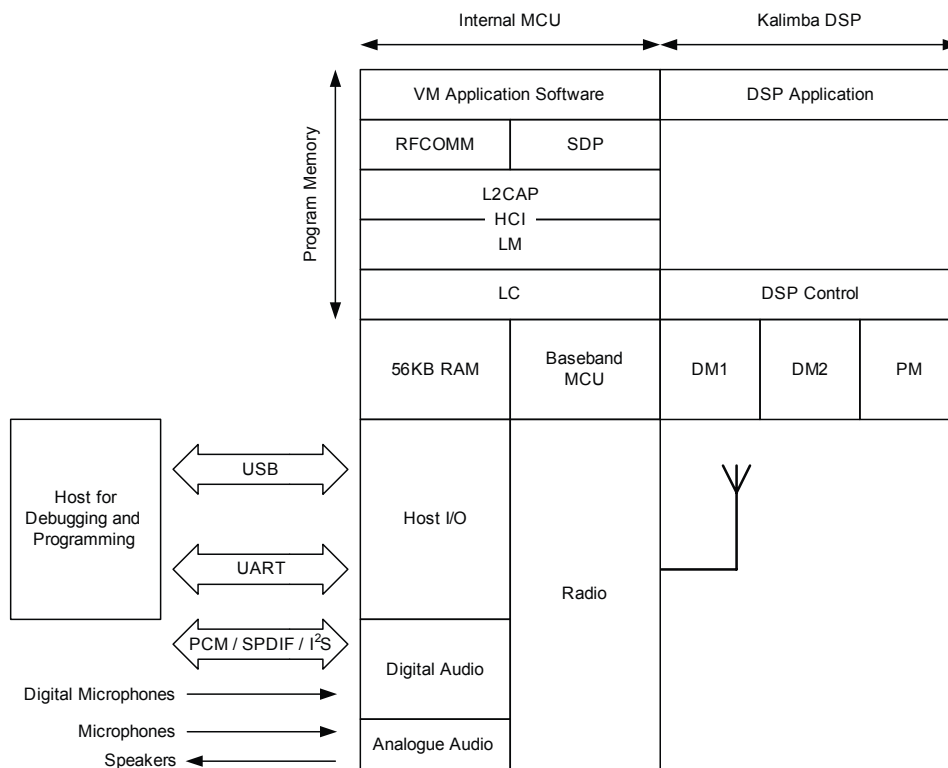 Internal MCU
Kalimba DSP
Program Memory
VM Application Software
DSP Application
RFCOMM
SDP
L2CAP
HCI
LM
LC
DSP Control
56KB RAM
Baseband
MCU
DM1
DM2
PM
Host for
Debugging and
Programming
USB
UART
Host I/O
Radio
PCM / SPDIF / I²S
Digital Audio
Digital Microphones
Microphones
Speakers
Analogue Audio